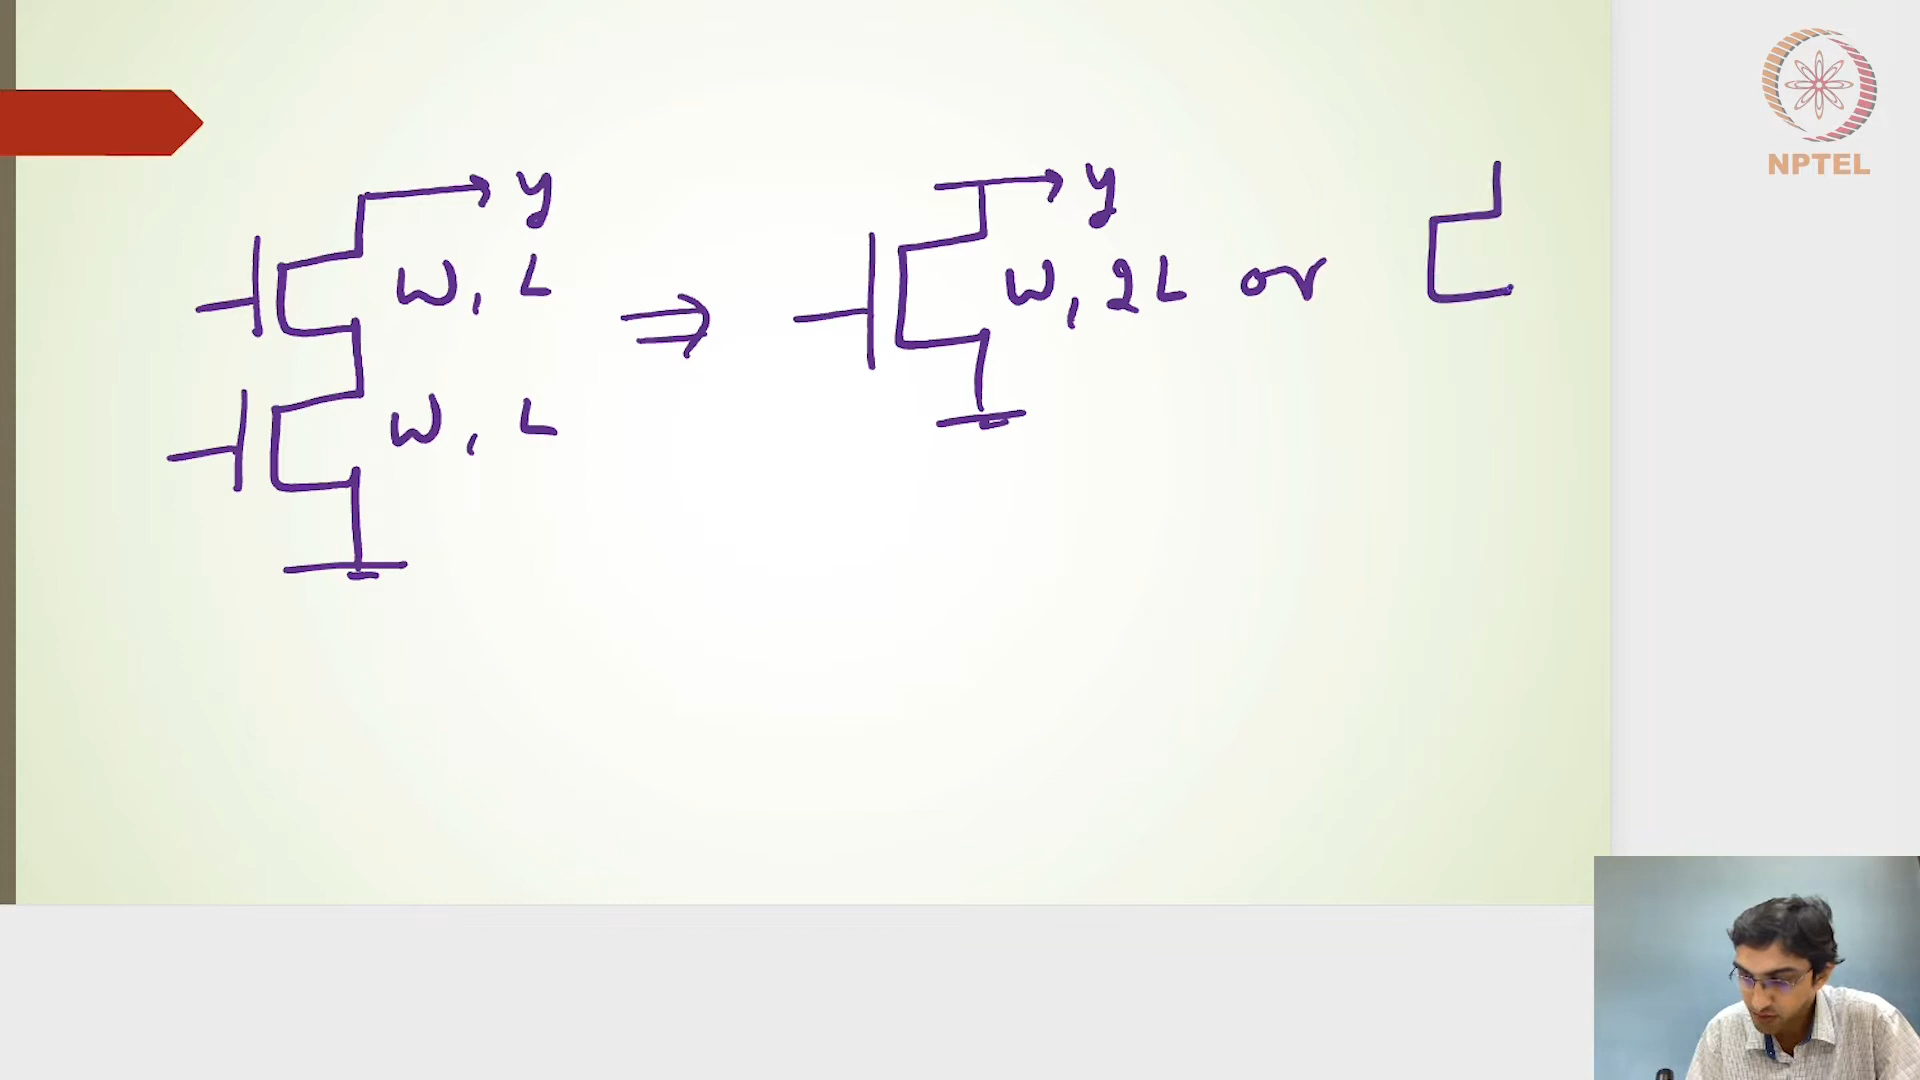 y
y
W, L
⇒
W, 2L or
W, L
NPTEL